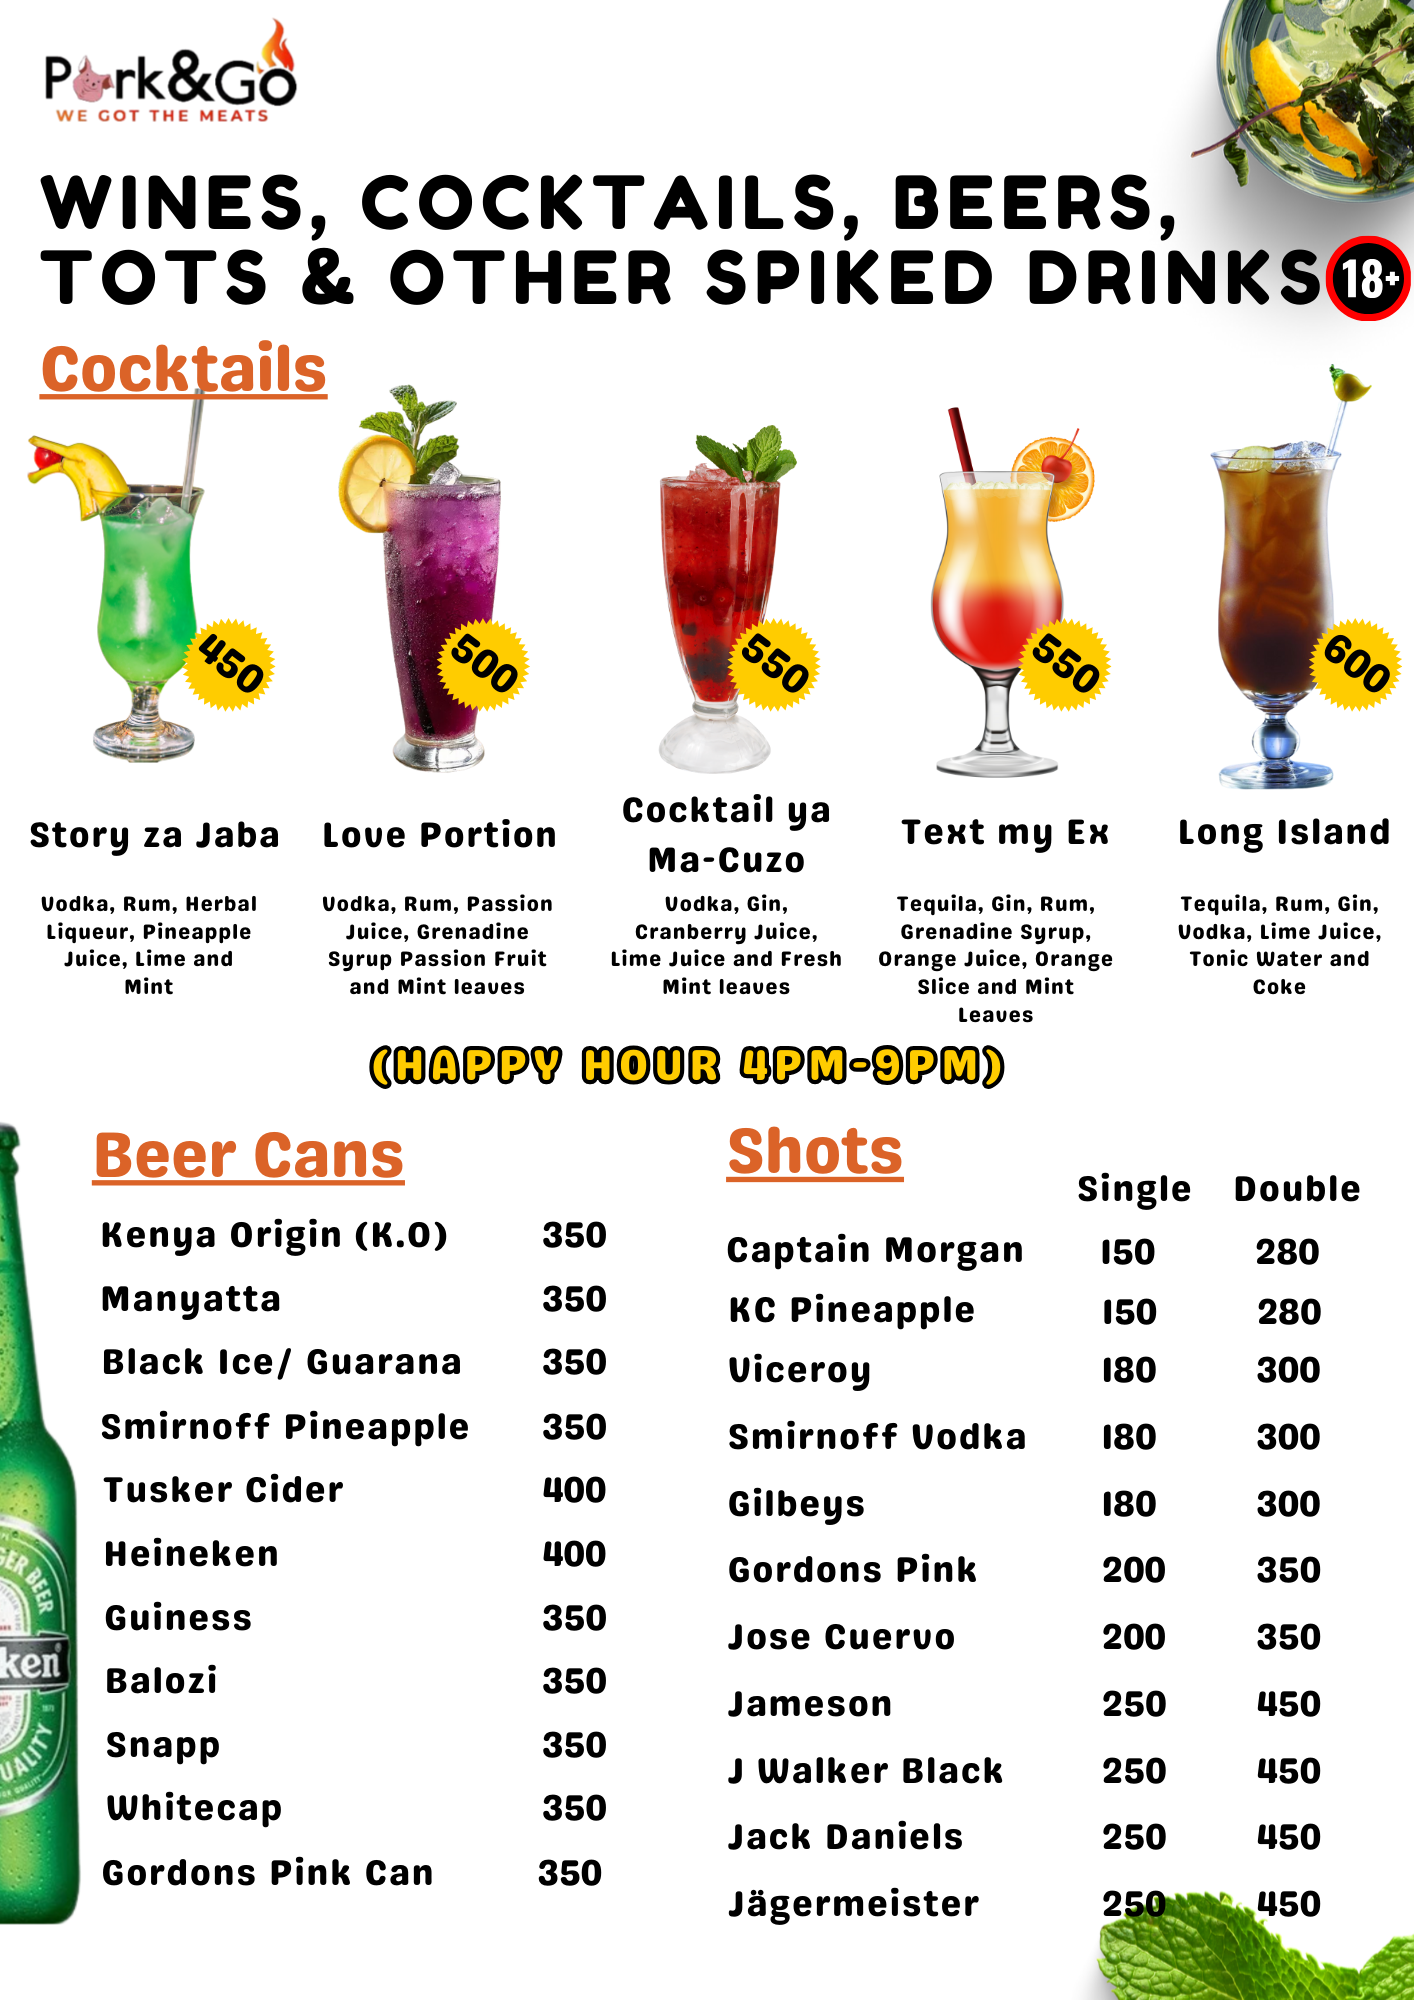 Pork&Go
WE GOT THE MEATS
WINES, COCKTAILS, BEERS,
TOTS & OTHER SPIKED DRINKS 18+
Cocktails
450
500
550
550
600
Story za Jaba
Vodka, Rum, Herbal
Liqueur, Pineapple
Juice, Lime and
Mint
Love Portion
Vodka, Rum, Passion
Juice, Grenadine
Syrup Passion Fruit
and Mint leaves
Cocktail ya
Ma-Cuzo
Vodka, Gin,
Cranberry Juice,
Lime Juice and Fresh
Mint leaves
Text my Ex
Tequila, Gin, Rum,
Grenadine Syrup,
Orange Juice, Orange
Slice and Mint
Leaves
Long Island
Tequila, Rum, Gin,
Vodka, Lime Juice,
Tonic Water and
Coke
(HAPPY HOUR 4PM-9PM)
Beer Cans
Kenya Origin (K.O) 350
Manyatta 350
Black Ice/ Guarana 350
Smirnoff Pineapple 350
Tusker Cider 400
Heineken 400
Guiness 350
Balozi 350
Snapp 350
Whitecap 350
Gordons Pink Can 350
Shots
Single Double
Captain Morgan 150 280
KC Pineapple 150 280
Viceroy 180 300
Smirnoff Vodka 180 300
Gilbeys 180 300
Gordons Pink 200 350
Jose Cuervo 200 350
Jameson 250 450
J Walker Black 250 450
Jack Daniels 250 450
Jägermeister 250 450
GER BEER
ken
UALITY